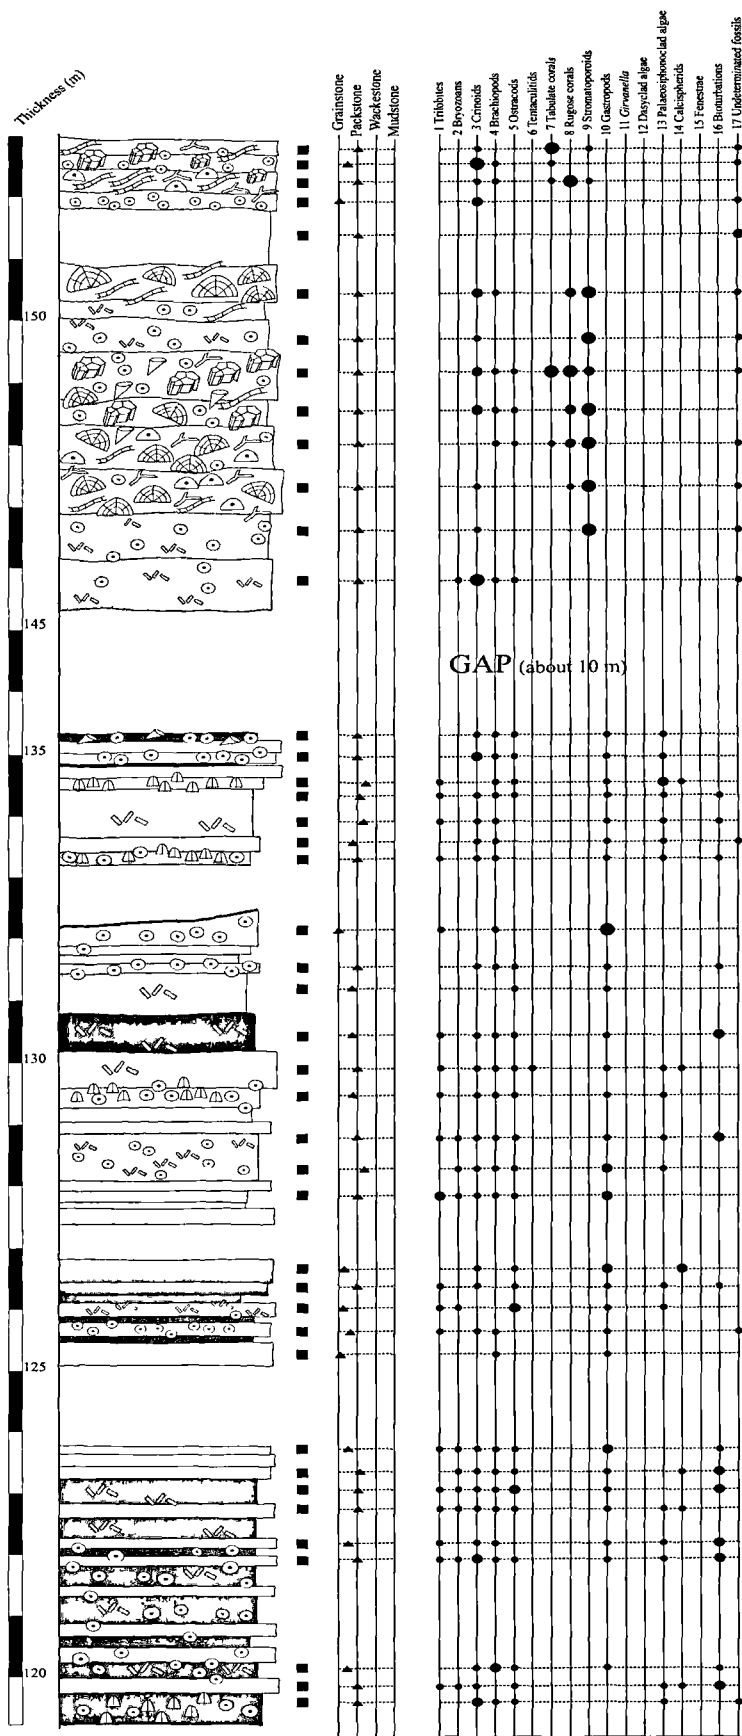 Thickness (m)
Grainstone
Packstone
Wackestone
Mudstone
1 Trilobites
2 Bryozoans
3 Crinoids
4 Brachiopods
5 Ostracods
6 Tentaculitids
7 Tabulate corals
8 Rugose corals
9 Stromatoporoids
10 Gastropods
11 Girvanella
12 Dasyclad algae
13 Palaeosiphonoclad algae
14 Calcispherids
15 Fenestrae
16 Bioturbations
17 Undeterminated fossils
150
145
GAP (about 10 m)
135
130
125
120